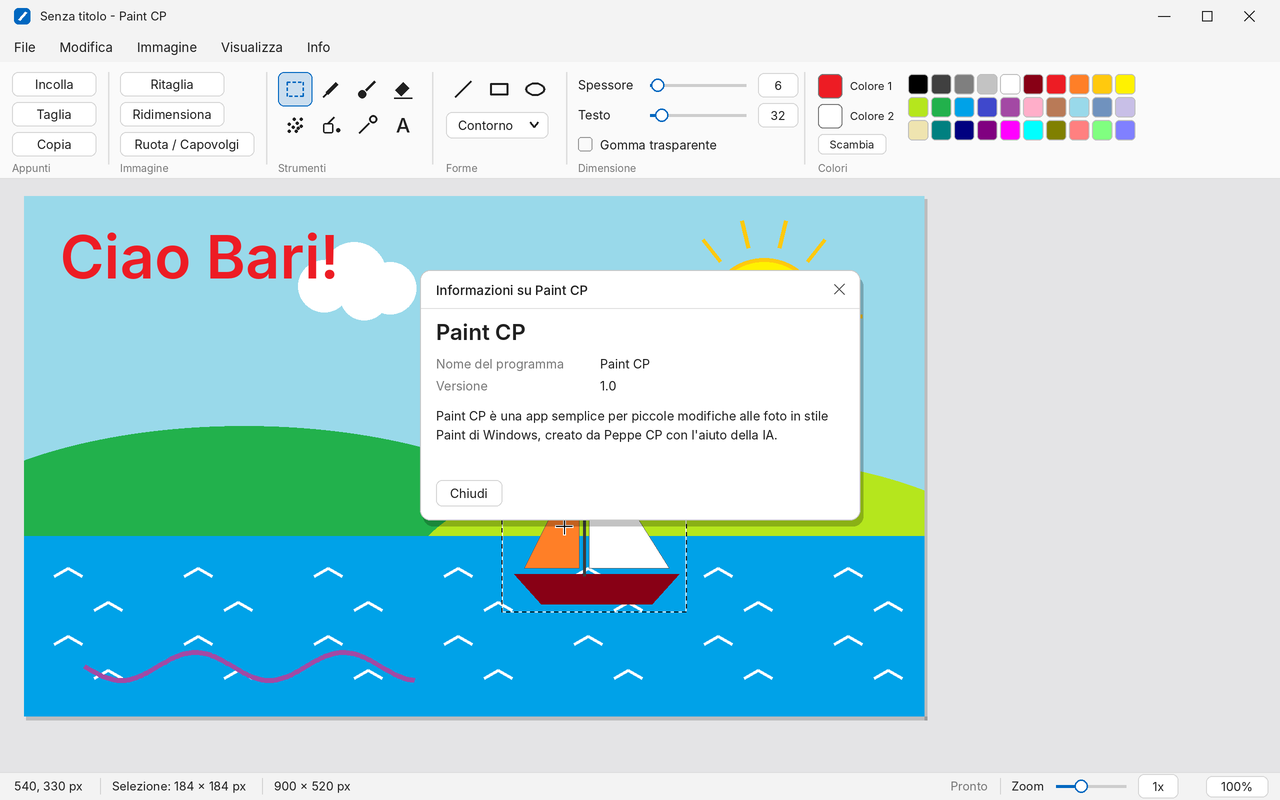 Senza titolo - Paint CP
File Modifica Immagine Visualizza Info
Incolla
Taglia
Copia
Appunti
Ritaglia
Ridimensiona
Ruota / Capovolgi
Immagine
A
Strumenti
Contorno
Forme
Spessore 6
Testo 32
Gomma trasparente
Dimensione
Colore 1
Colore 2
Scambia
Colori
Ciao Bari!
Informazioni su Paint CP
Paint CP
Nome del programma Paint CP
Versione 1.0
Paint CP è una app semplice per piccole modifiche alle foto in stile
Paint di Windows, creato da Peppe CP con l'aiuto della IA.
Chiudi
540, 330 px Selezione: 184 × 184 px 900 × 520 px Pronto Zoom 1x 100%